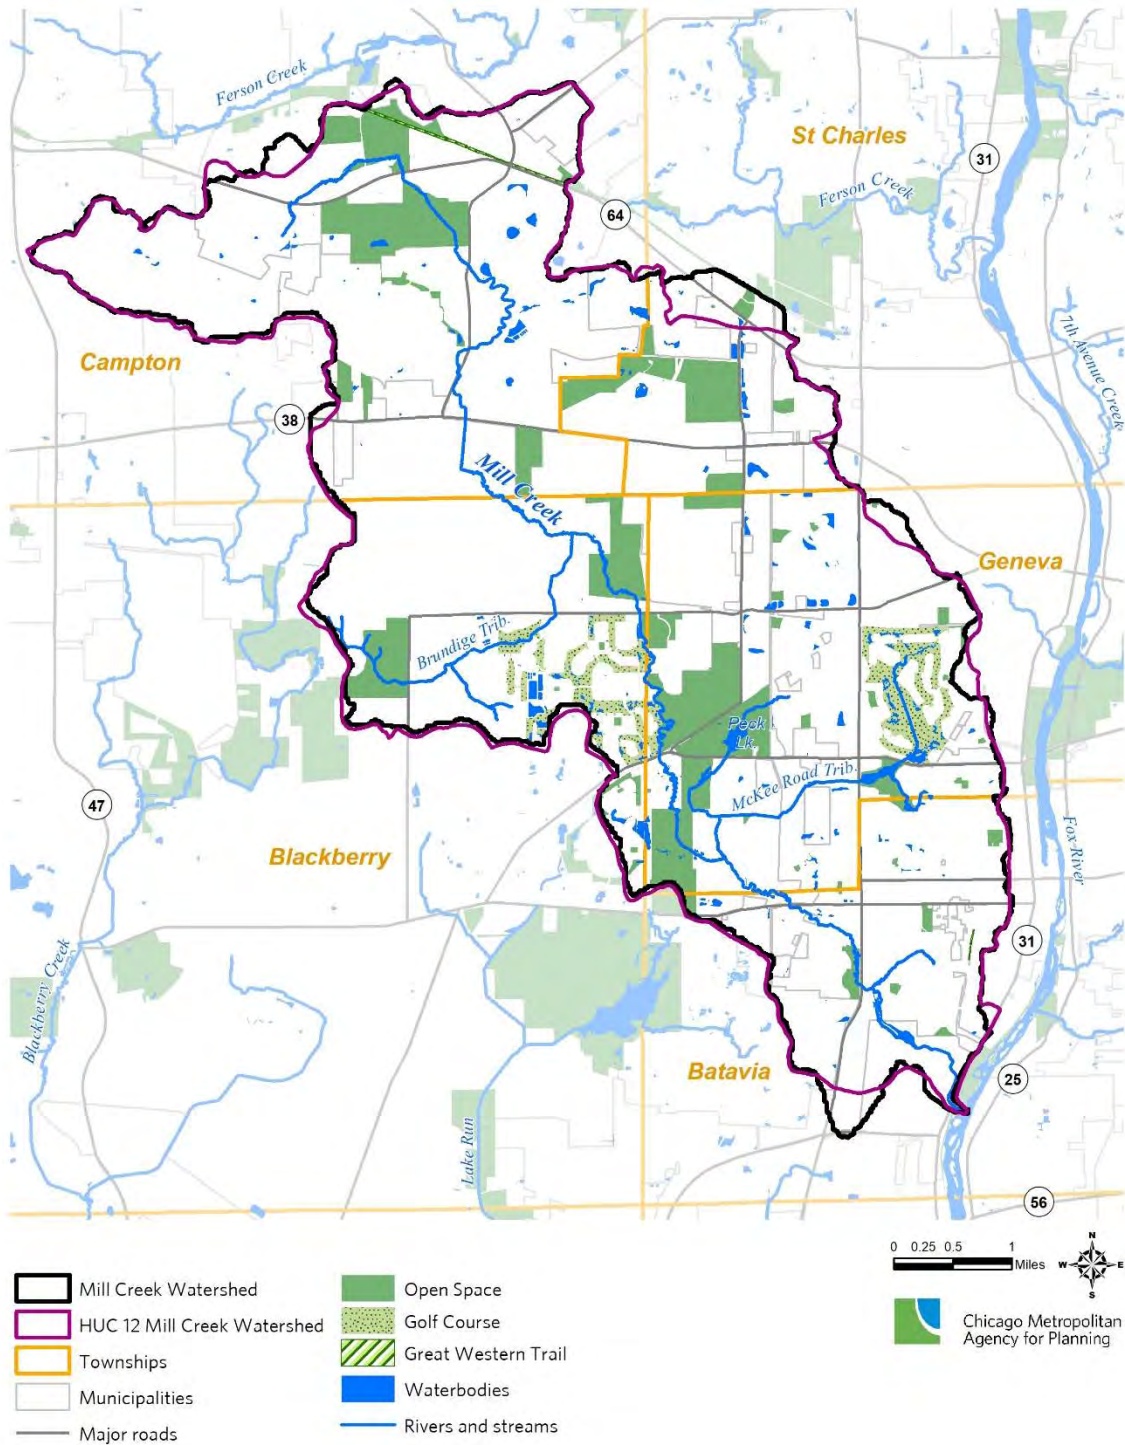 Ferson Creek
St Charles
31
Ferson Creek
64
7th Avenue Creek
Campton
38
Mill Creek
Geneva
Brundige Trib.
Peck
Lk.
McKee Road Trib.
47
Blackberry
Fox River
31
Blackberry Creek
Batavia
25
Lake Run
56
0 0.25 0.5 1
Miles
N
W E
S
Mill Creek Watershed
HUC 12 Mill Creek Watershed
Townships
Municipalities
Major roads
Open Space
Golf Course
Great Western Trail
Waterbodies
Rivers and streams
Chicago Metropolitan
Agency for Planning